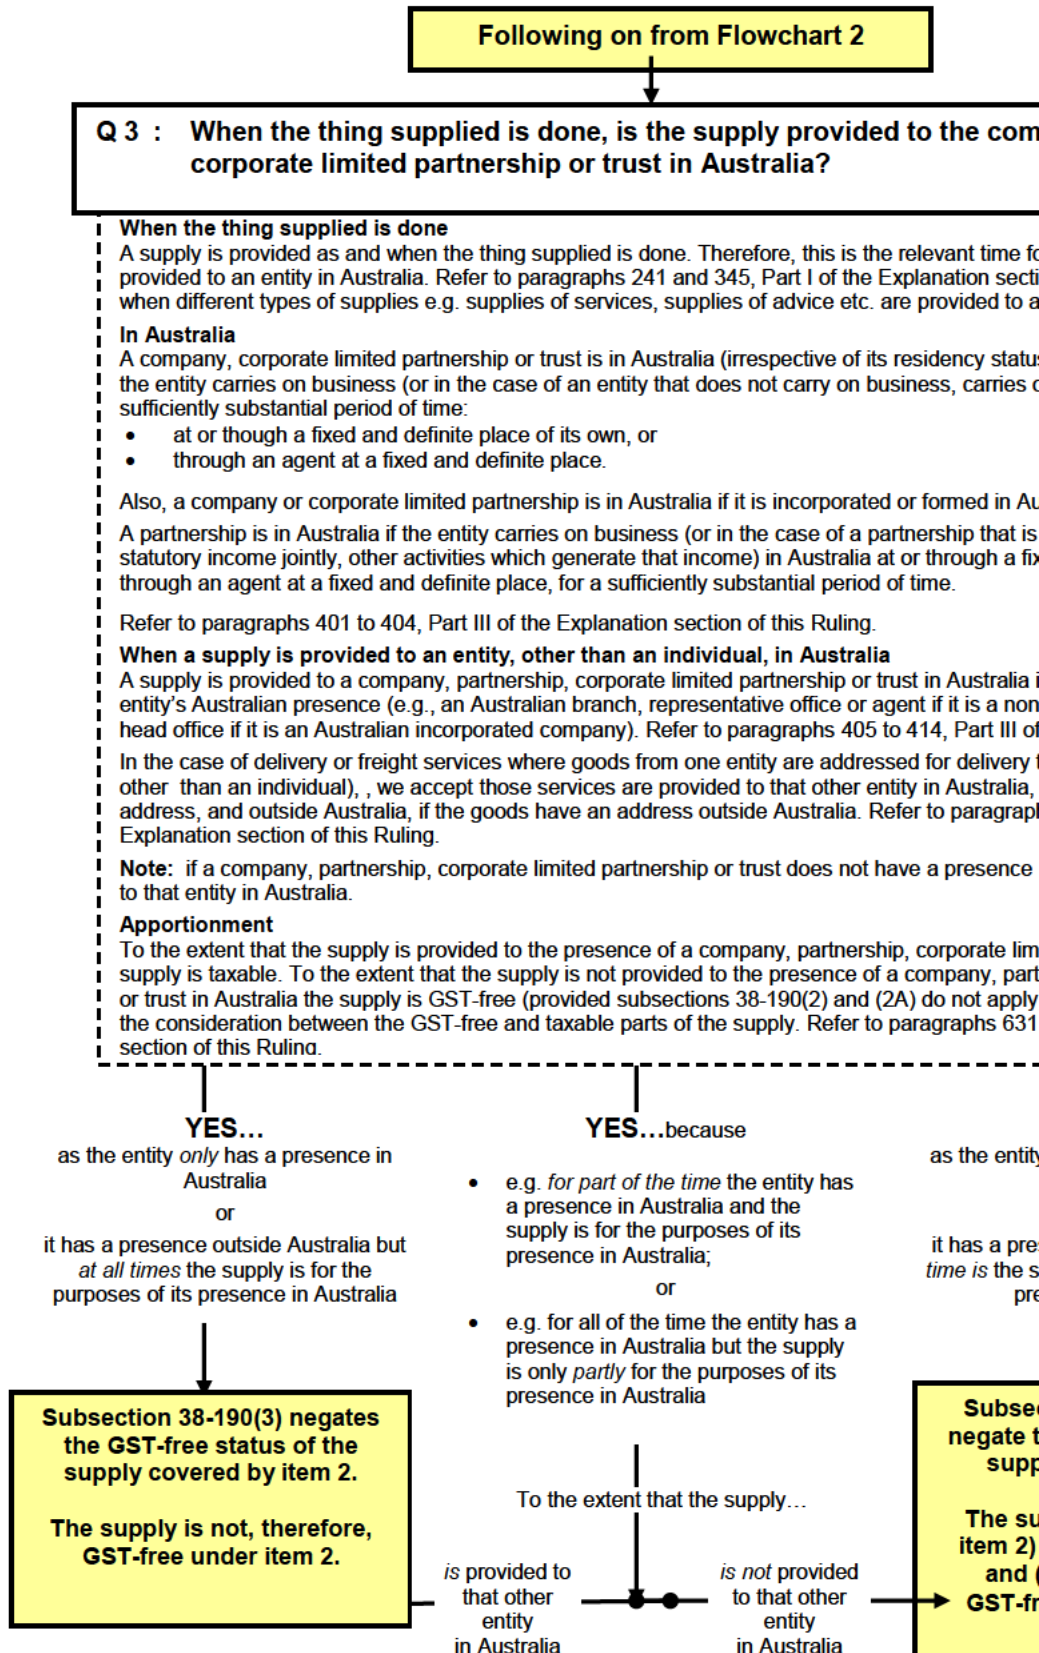 Following on from Flowchart 2
Q 3 : When the thing supplied is done, is the supply provided to the com
corporate limited partnership or trust in Australia?
When the thing supplied is done
A supply is provided as and when the thing supplied is done. Therefore, this is the relevant time fo
provided to an entity in Australia. Refer to paragraphs 241 and 345, Part I of the Explanation secti
when different types of supplies e.g. supplies of services, supplies of advice etc. are provided to a
In Australia
A company, corporate limited partnership or trust is in Australia (irrespective of its residency status
the entity carries on business (or in the case of an entity that does not carry on business, carries o
sufficiently substantial period of time:
• at or though a fixed and definite place of its own, or
• through an agent at a fixed and definite place.
Also, a company or corporate limited partnership is in Australia if it is incorporated or formed in Au
A partnership is in Australia if the entity carries on business (or in the case of a partnership that is
statutory income jointly, other activities which generate that income) in Australia at or through a fix
through an agent at a fixed and definite place, for a sufficiently substantial period of time.
Refer to paragraphs 401 to 404, Part III of the Explanation section of this Ruling.
When a supply is provided to an entity, other than an individual, in Australia
A supply is provided to a company, partnership, corporate limited partnership or trust in Australia i
entity's Australian presence (e.g., an Australian branch, representative office or agent if it is a non
head office if it is an Australian incorporated company). Refer to paragraphs 405 to 414, Part III of
In the case of delivery or freight services where goods from one entity are addressed for delivery t
other than an individual), , we accept those services are provided to that other entity in Australia,
address, and outside Australia, if the goods have an address outside Australia. Refer to paragraph
Explanation section of this Ruling.
Note: if a company, partnership, corporate limited partnership or trust does not have a presence
to that entity in Australia.
Apportionment
To the extent that the supply is provided to the presence of a company, partnership, corporate lim
supply is taxable. To the extent that the supply is not provided to the presence of a company, part
or trust in Australia the supply is GST-free (provided subsections 38-190(2) and (2A) do not apply
the consideration between the GST-free and taxable parts of the supply. Refer to paragraphs 631
section of this Ruling.
YES…
as the entity only has a presence in
Australia
or
it has a presence outside Australia but
at all times the supply is for the
purposes of its presence in Australia
Subsection 38-190(3) negates
the GST-free status of the
supply covered by item 2.
The supply is not, therefore,
GST-free under item 2.
YES…because
• e.g. for part of the time the entity has
a presence in Australia and the
supply is for the purposes of its
presence in Australia;
or
• e.g. for all of the time the entity has a
presence in Australia but the supply
is only partly for the purposes of its
presence in Australia
To the extent that the supply…
is provided to
that other
entity
in Australia
is not provided
to that other
entity
in Australia
as the entity
it has a pres
time is the s
pre
Subsec
negate t
supp
The su
item 2)
and (
GST-fr